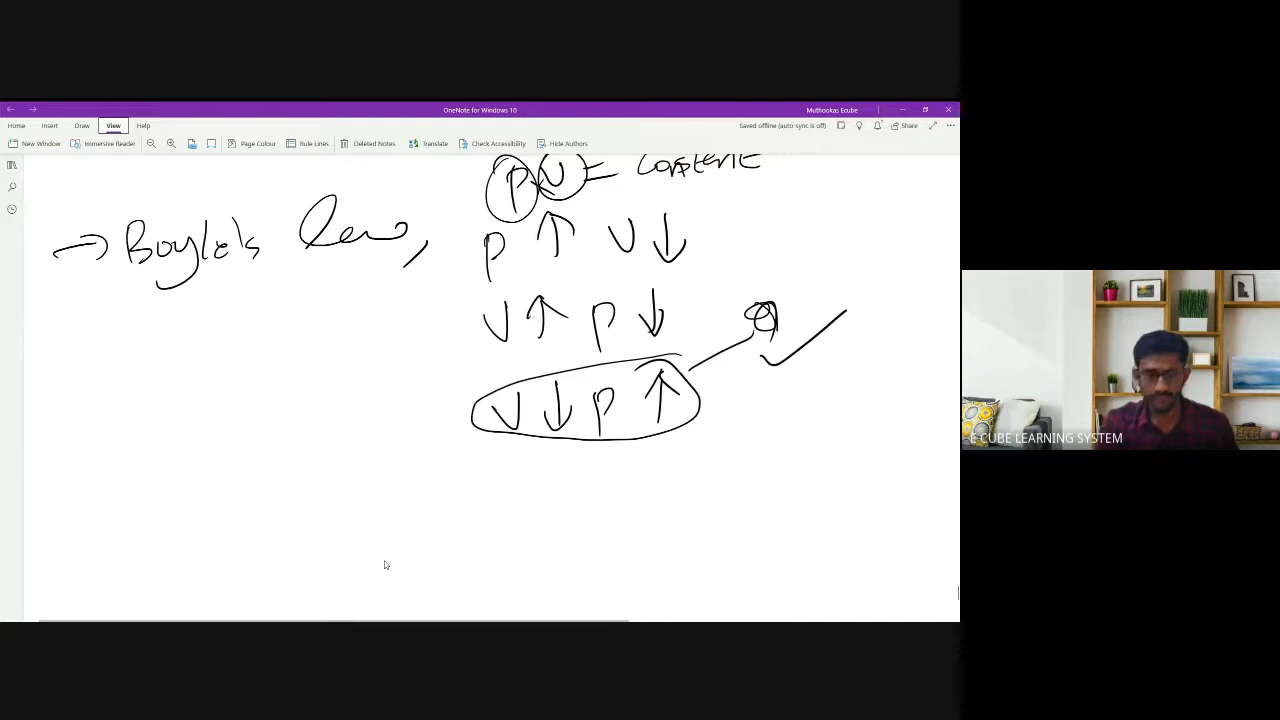 OneNote for Windows 10
Muthookas Ecube
Home Insert Draw View Help
Saved offline (auto-sync is off) Share
New Window Immersive Reader Page Colour Rule Lines Deleted Notes Translate Check Accessibility Hide Authors
PV = constent
→ Boyle's law, P ↑ V ↓
V ↑ P ↓
V ↓ P ↑
E CUBE LEARNING SYSTEM